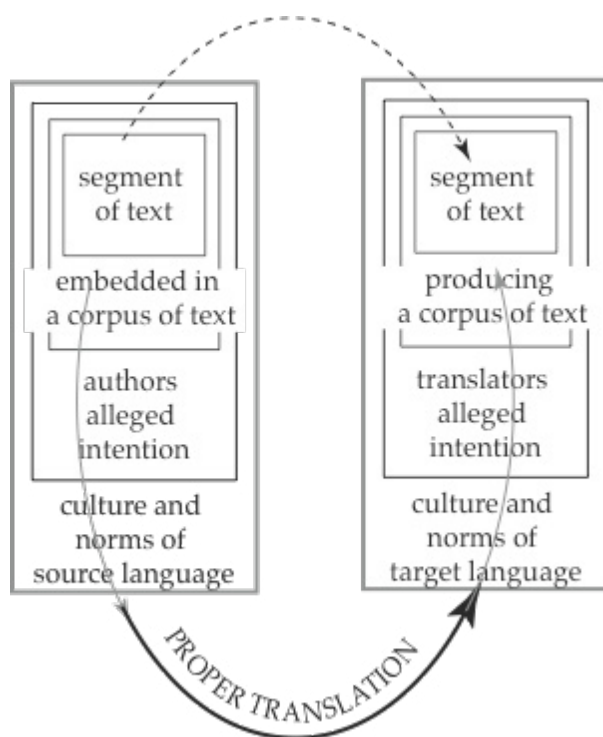 segment
of text
embedded in
a corpus of text
authors
alleged
intention
culture and
norms of
source language
segment
of text
producing
a corpus of text
translators
alleged
intention
culture and
norms of
target language
PROPER TRANSLATION